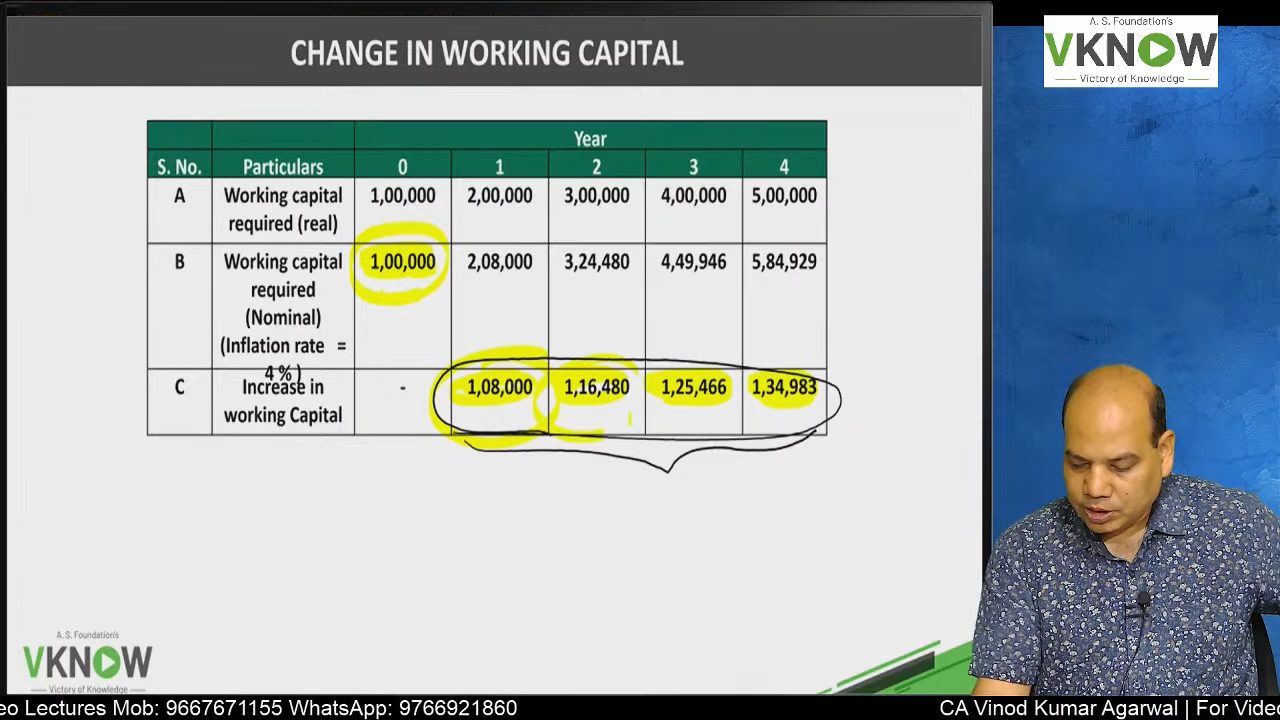 A. S. Foundation's
VKNOW
Victory of Knowledge
CHANGE IN WORKING CAPITAL
Year
S. No. Particulars 0 1 2 3 4
A Working capital required (real) 1,00,000 2,00,000 3,00,000 4,00,000 5,00,000
B Working capital required (Nominal) (Inflation rate = 4 % ) 1,00,000 2,08,000 3,24,480 4,49,946 5,84,929
C Increase in working Capital - 1,08,000 1,16,480 1,25,466 1,34,983
A. S. Foundation's
VKNOW
Victory of Knowledge
eo Lectures Mob: 9667671155 WhatsApp: 9766921860 CA Vinod Kumar Agarwal | For Video